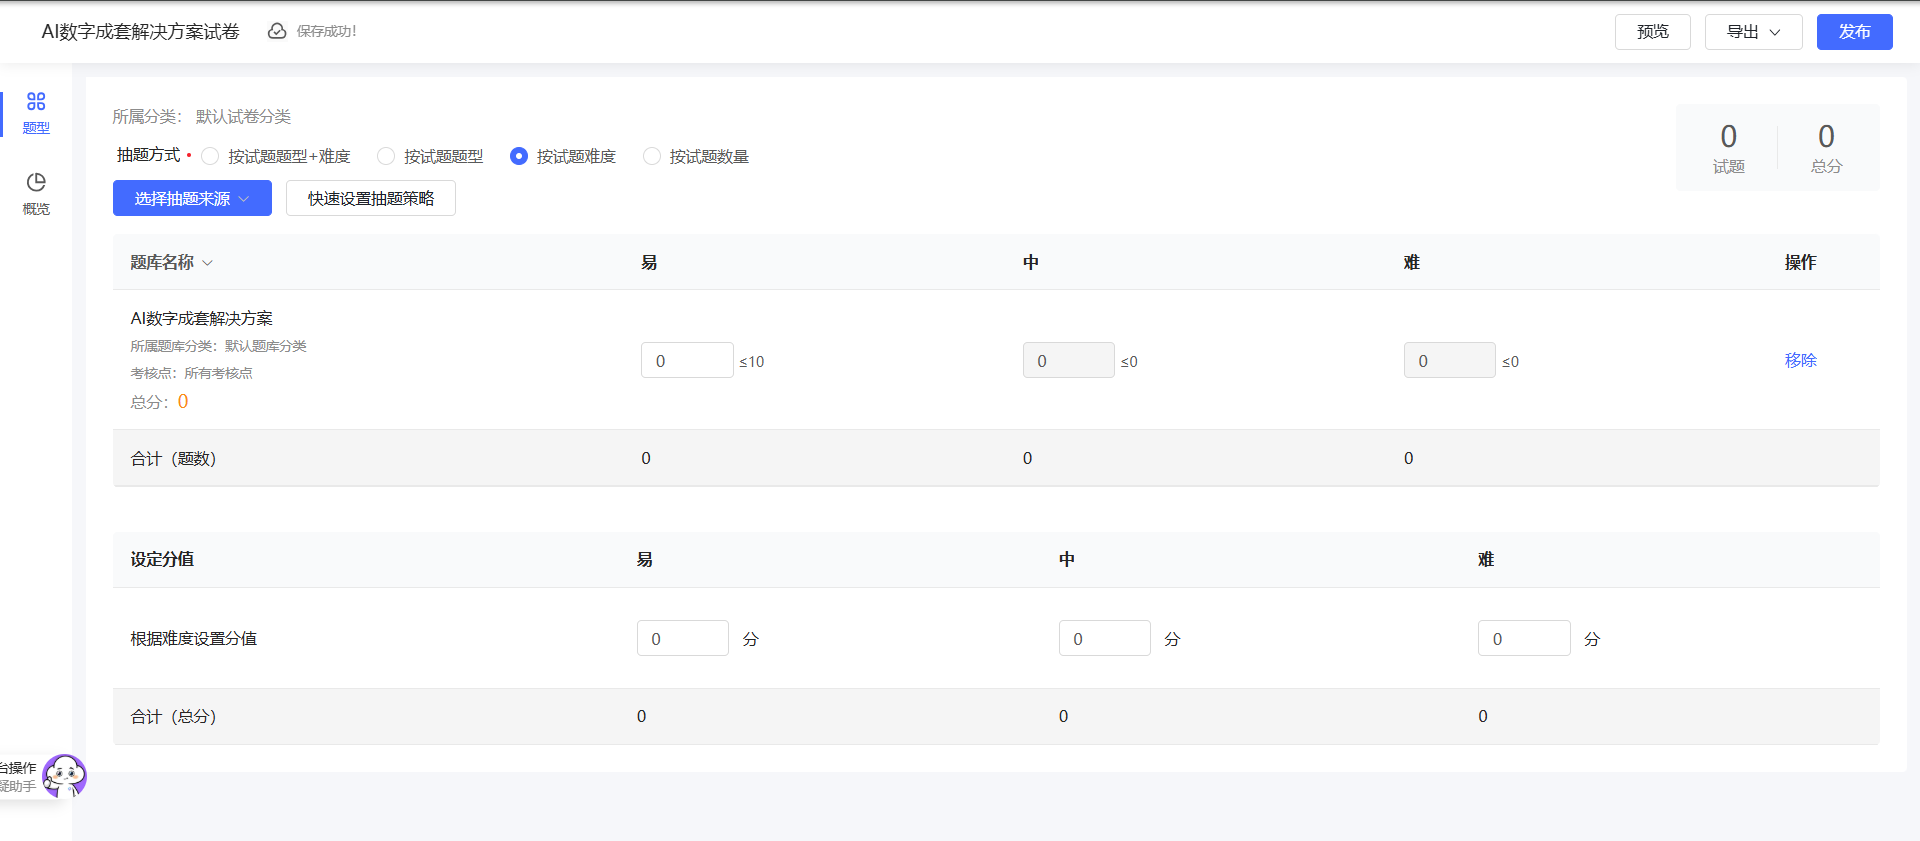 AI数字成套解决方案试卷 保存成功!
预览 导出 发布
题型
概览
所属分类： 默认试卷分类
抽题方式 • 按试题题型+难度 按试题题型 按试题难度 按试题数量
0 试题
0 总分
选择抽题来源 快速设置抽题策略
题库名称 易 中 难 操作
AI数字成套解决方案
所属题库分类：默认题库分类
考核点：所有考核点
总分：0
0 ≤10 0 ≤0 0 ≤0 移除
合计（题数） 0 0 0
设定分值 易 中 难
根据难度设置分值 0 分 0 分 0 分
合计（总分） 0 0 0
台操作
疑助手